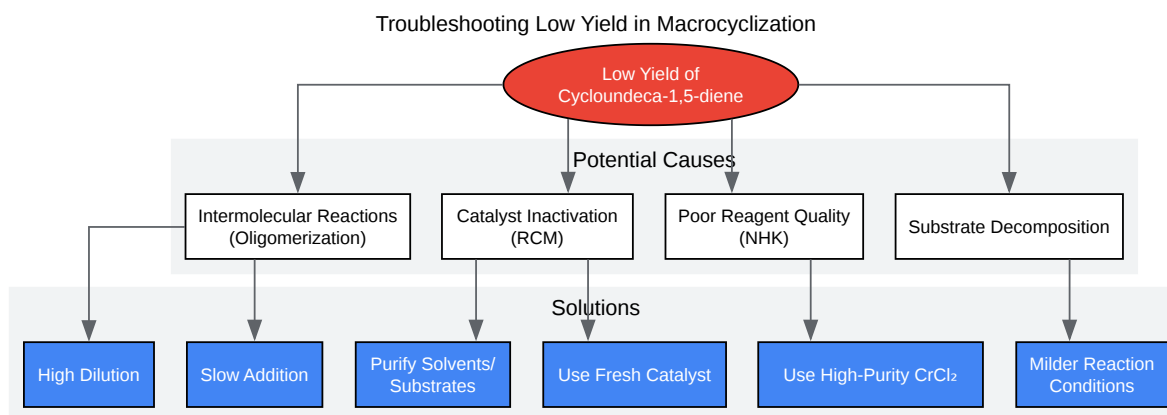 Troubleshooting Low Yield in Macrocyclization
Low Yield of
Cycloundeca-1,5-diene
Potential Causes
Intermolecular Reactions
(Oligomerization)
Catalyst Inactivation
(RCM)
Poor Reagent Quality
(NHK)
Substrate Decomposition
Solutions
High Dilution
Slow Addition
Purify Solvents/
Substrates
Use Fresh Catalyst
Use High-Purity CrCl₂
Milder Reaction
Conditions